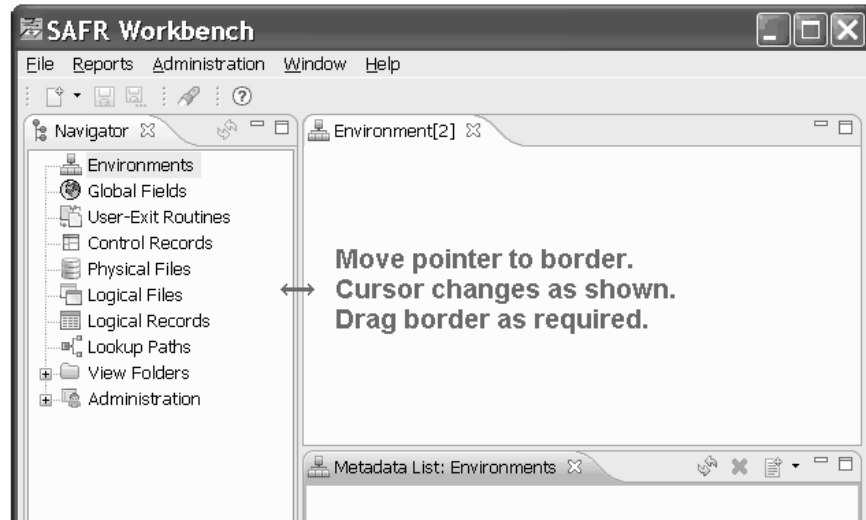 SAFR Workbench
File Reports Administration Window Help
Navigator
Environment[2]
Environments
Global Fields
User-Exit Routines
Control Records
Physical Files
Logical Files
Logical Records
Lookup Paths
View Folders
Administration
Move pointer to border.
Cursor changes as shown.
Drag border as required.
Metadata List: Environments